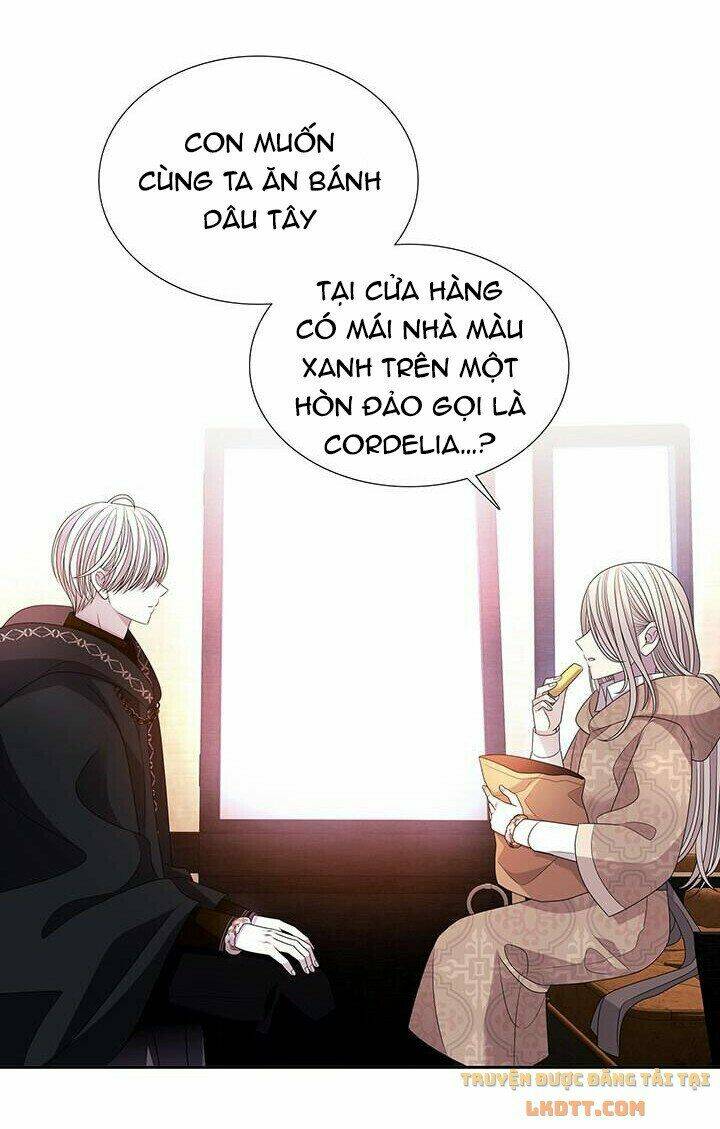 CON MUỐN
CÙNG TA ĂN BÁNH
DÂU TÂY
TẠI CỬA HÀNG
CÓ MÁI NHÀ MÀU
XANH TRÊN MỘT
HÒN ĐẢO GỌI LÀ
CORDELIA...?
TRUYỆN ĐƯỢC ĐĂNG TẢI TẠI
LKDTT.COM